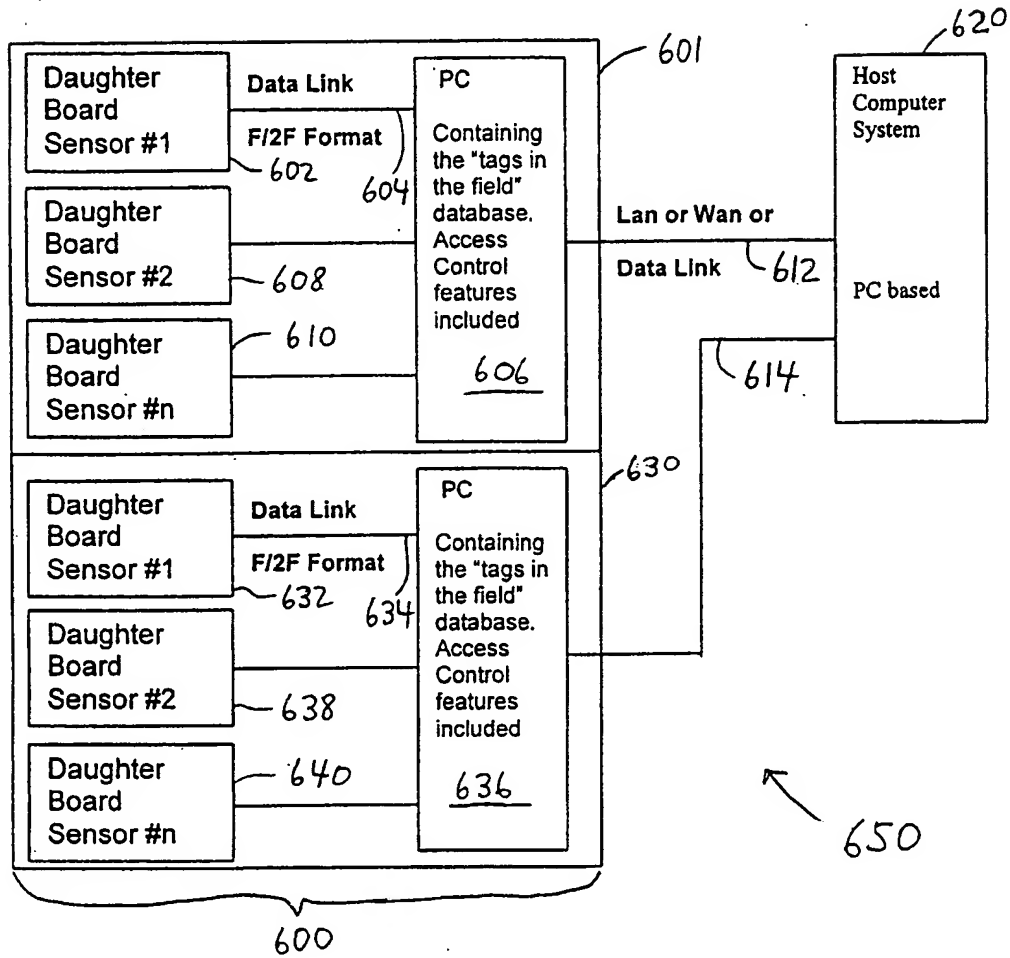 620
601
Daughter
Board
Sensor #1
602
Data Link
F/2F Format
604
PC
Containing
the "tags in
the field"
database.
Access
Control
features
included
606
Daughter
Board
Sensor #2
608
Daughter
Board
Sensor #n
610
Lan or Wan or
Data Link
612
614
Host
Computer
System
PC based
630
Daughter
Board
Sensor #1
632
Data Link
F/2F Format
634
PC
Containing
the "tags in
the field"
database.
Access
Control
features
included
636
Daughter
Board
Sensor #2
638
Daughter
Board
Sensor #n
640
650
600